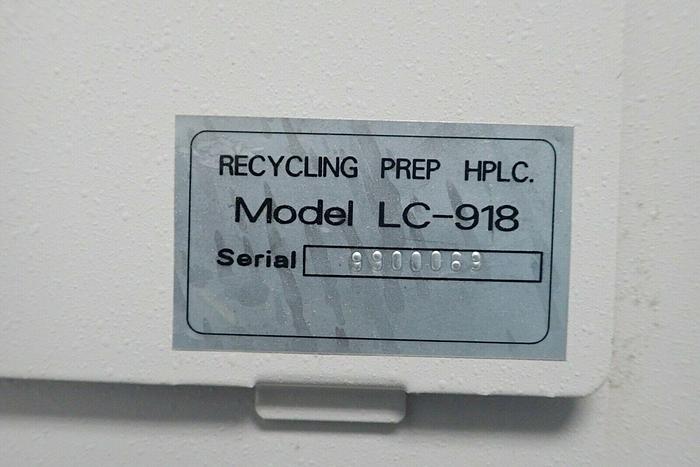 RECYCLING PREP HPLC.
Model LC-918
Serial 9900069